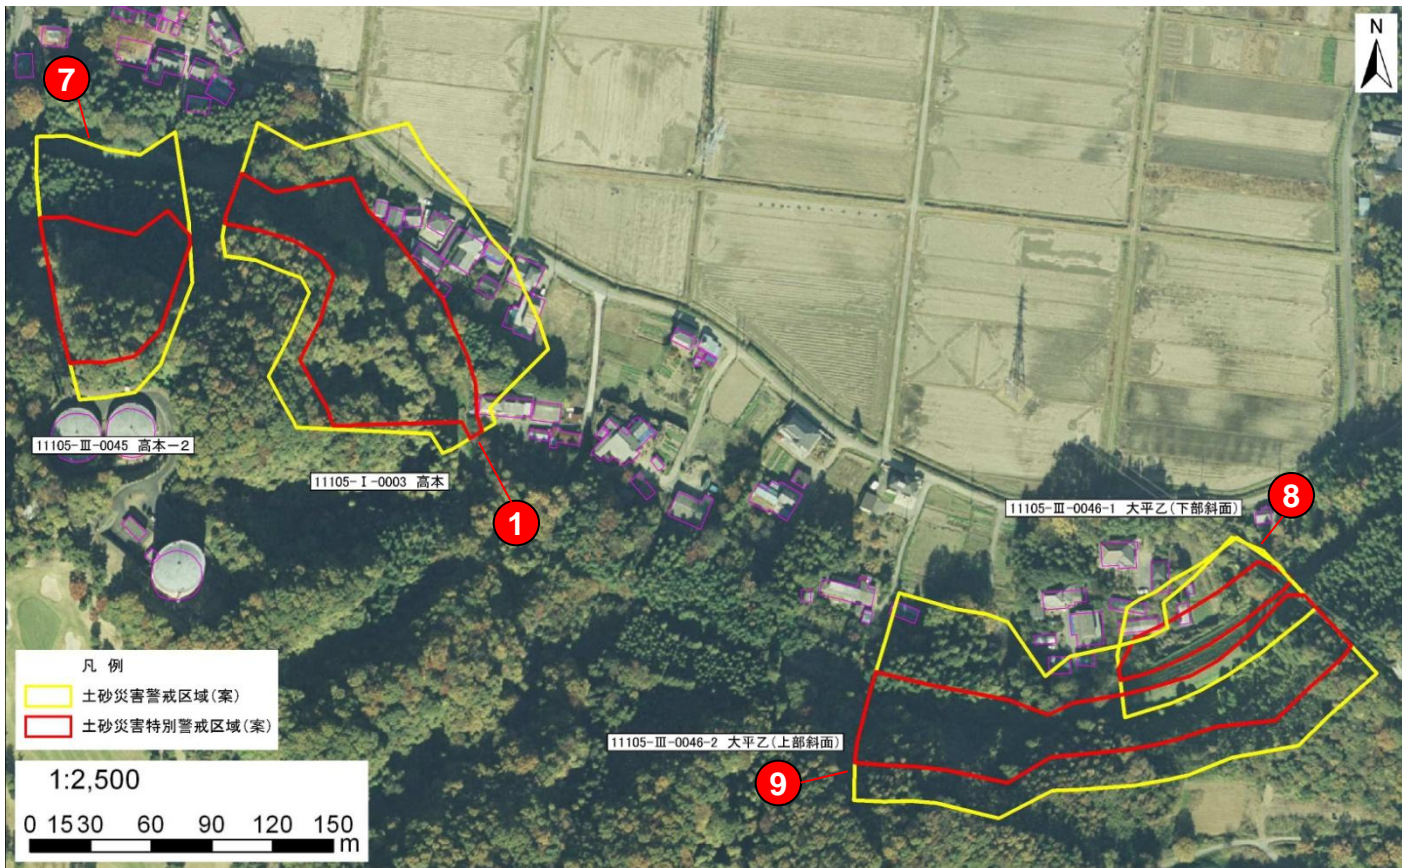 N
7
11105-Ⅲ-0045 高本-2
11105-Ⅰ-0003 高本
1
11105-Ⅲ-0046-1 大平乙(下部斜面)
8
11105-Ⅲ-0046-2 大平乙(上部斜面)
9
凡 例
土砂災害警戒区域(案)
土砂災害特別警戒区域(案)
1:2,500
0 15 30 60 90 120 150
m